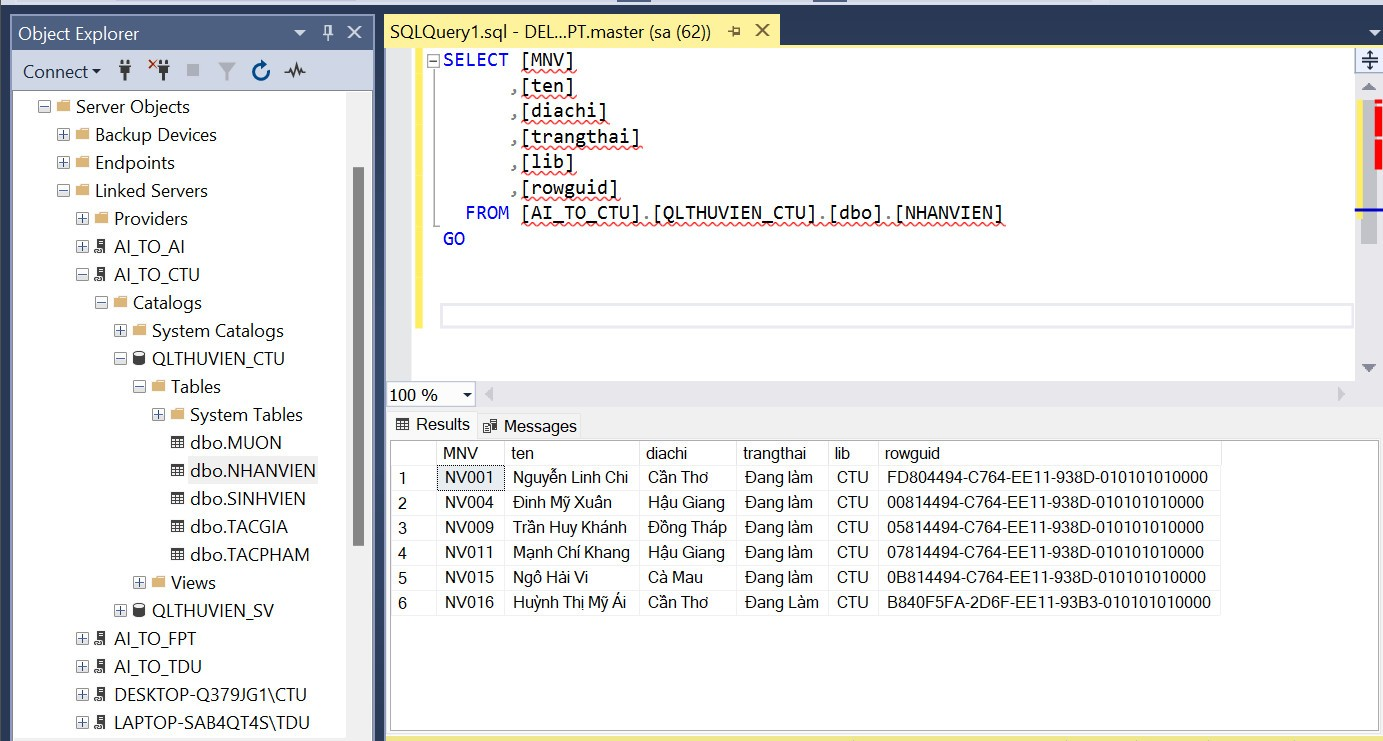 Object Explorer
Connect
Server Objects
Backup Devices
Endpoints
Linked Servers
Providers
AI_TO_AI
AI_TO_CTU
Catalogs
System Catalogs
QLTHUVIEN_CTU
Tables
System Tables
dbo.MUON
dbo.NHANVIEN
dbo.SINHVIEN
dbo.TACGIA
dbo.TACPHAM
Views
QLTHUVIEN_SV
AI_TO_FPT
AI_TO_TDU
DESKTOP-Q379JG1\CTU
LAPTOP-SAB4QT4S\TDU
SQLQuery1.sql - DEL...PT.master (sa (62))
SELECT [MNV]
,[ten]
,[diachi]
,[trangthai]
,[lib]
,[rowguid]
FROM [AI_TO_CTU].[QLTHUVIEN_CTU].[dbo].[NHANVIEN]
GO
100 %
Results Messages
MNV ten diachi trangthai lib rowguid
1 NV001 Nguyễn Linh Chi Cần Thơ Đang làm CTU FD804494-C764-EE11-938D-010101010000
2 NV004 Đinh Mỹ Xuân Hậu Giang Đang làm CTU 00814494-C764-EE11-938D-010101010000
3 NV009 Trần Huy Khánh Đồng Tháp Đang làm CTU 05814494-C764-EE11-938D-010101010000
4 NV011 Mạnh Chí Khang Hậu Giang Đang làm CTU 07814494-C764-EE11-938D-010101010000
5 NV015 Ngô Hải Vi Cà Mau Đang làm CTU 0B814494-C764-EE11-938D-010101010000
6 NV016 Huỳnh Thị Mỹ Ái Cần Thơ Đang Làm CTU B840F5FA-2D6F-EE11-93B3-010101010000